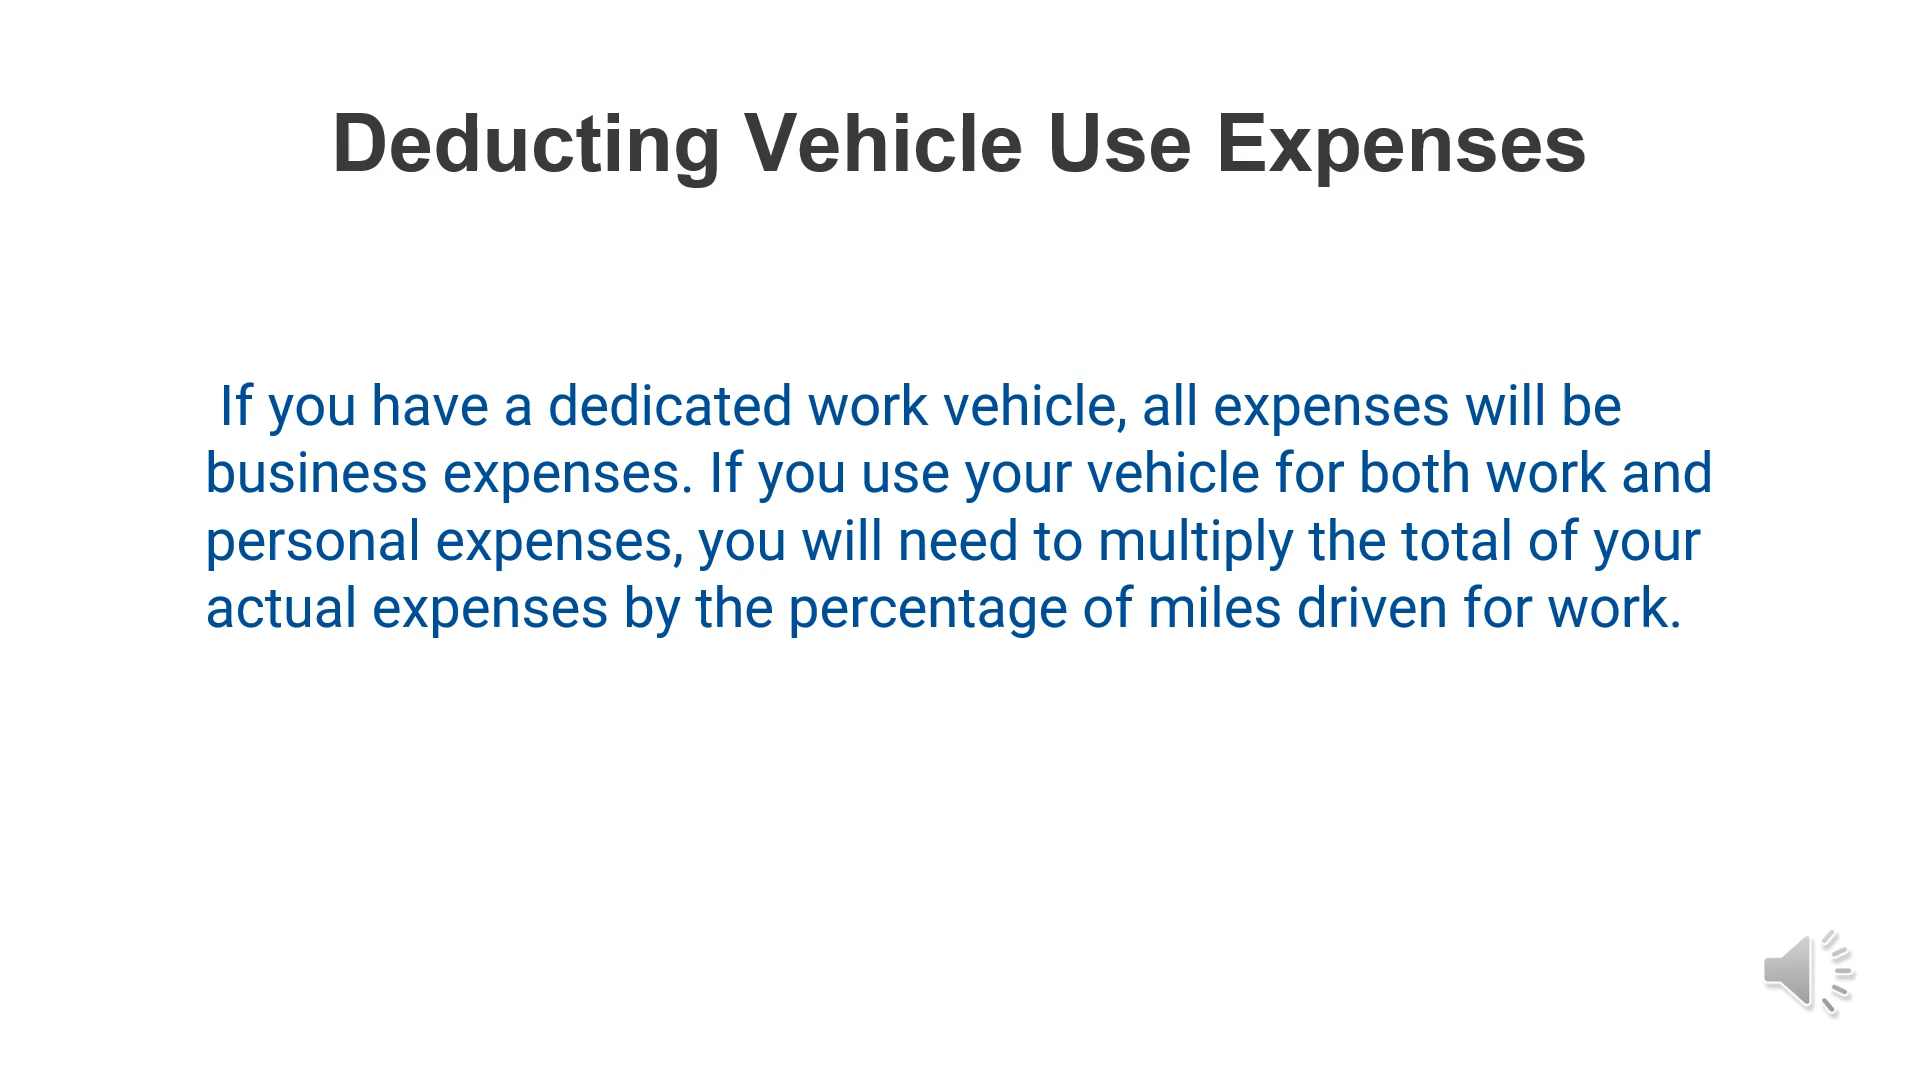 Deducting Vehicle Use Expenses
If you have a dedicated work vehicle, all expenses will be
business expenses. If you use your vehicle for both work and
personal expenses, you will need to multiply the total of your
actual expenses by the percentage of miles driven for work.